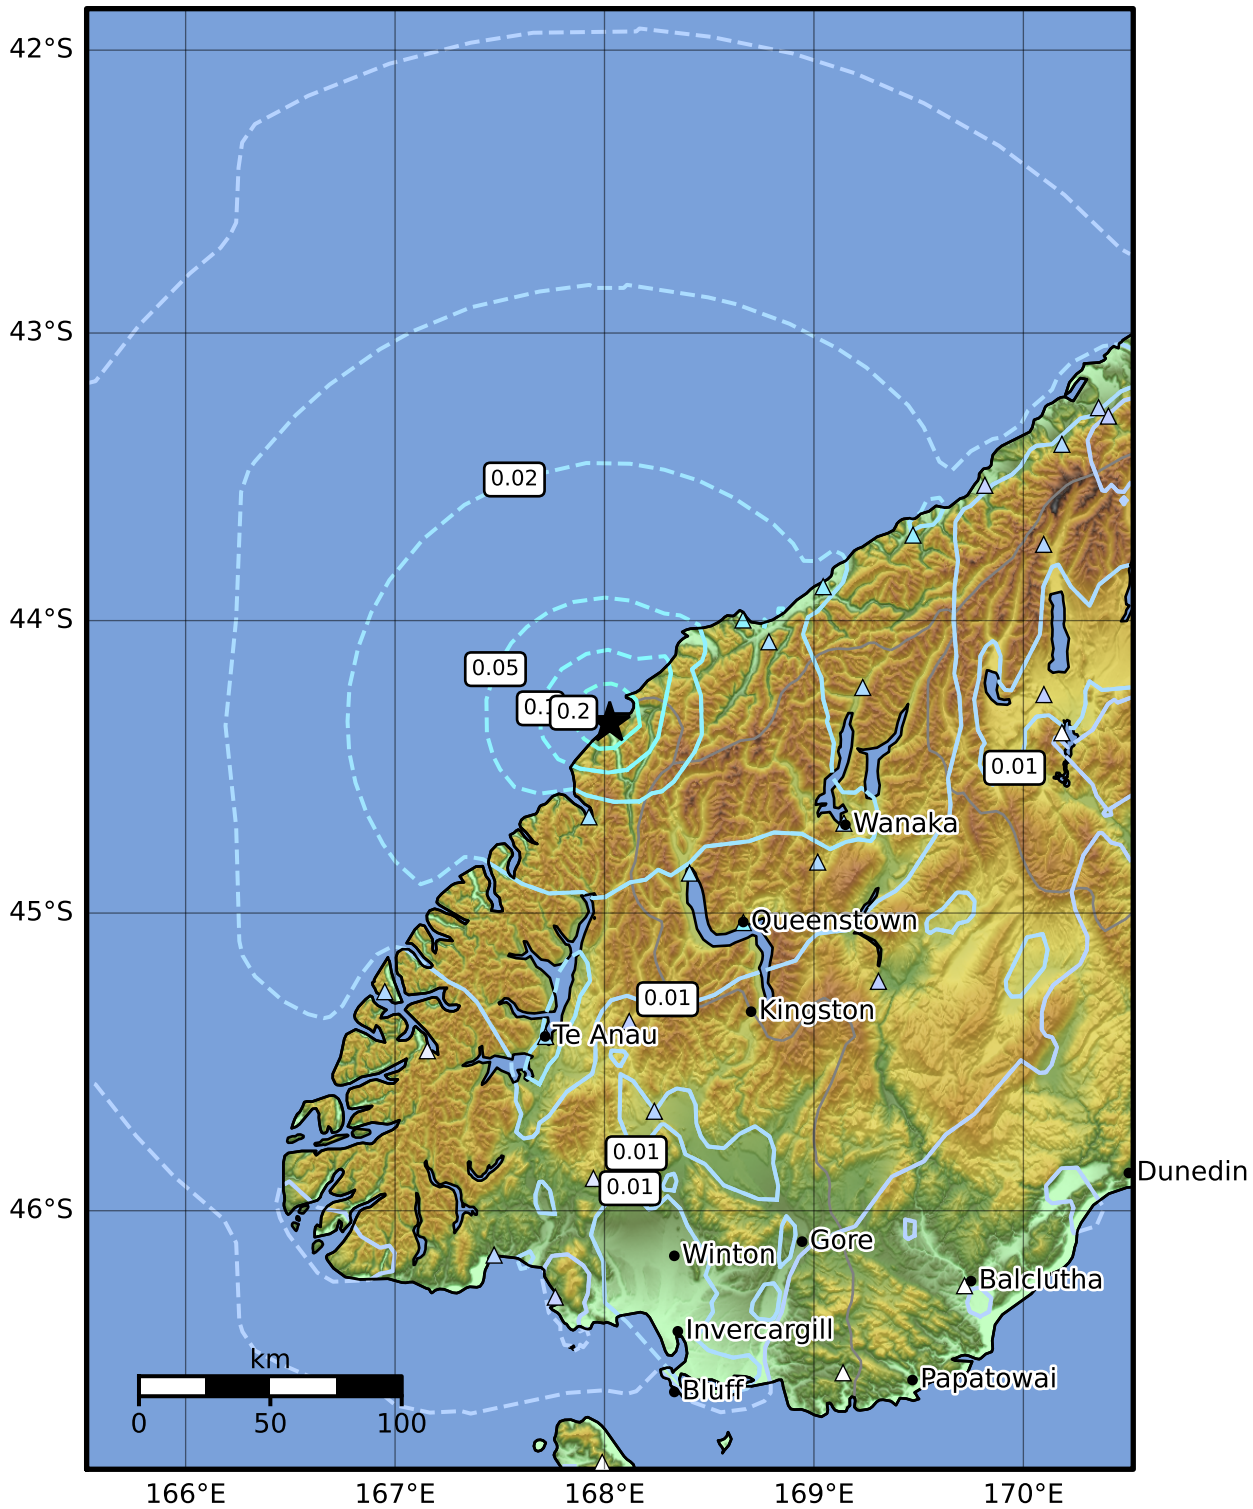 42°S
43°S
0.02
44°S
0.05
0.2
0.01
Wanaka
45°S
Queenstown
0.01
Kingston
Te Anau
0.01
0.01
Dunedin
46°S
Gore
Winton
Balclutha
Invercargill
km
Papatowai
Bluff
0 50 100
166°E 167°E 168°E 169°E 170°E